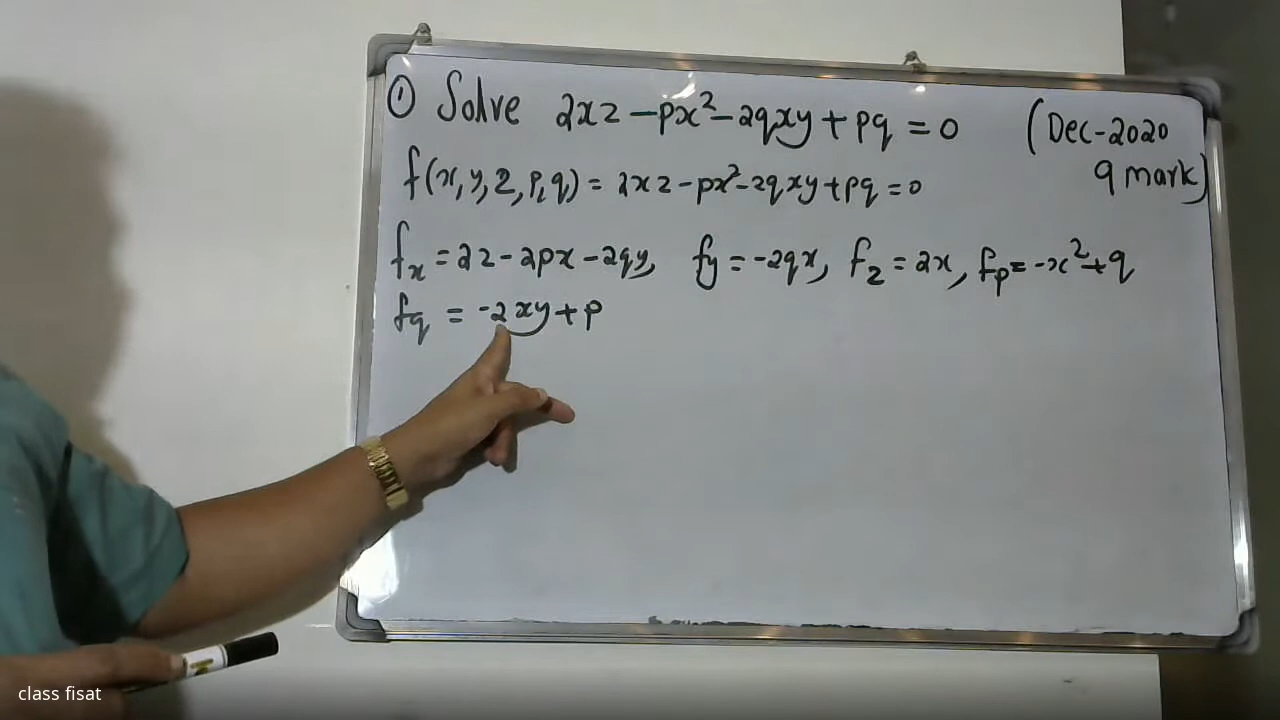 ① Solve 2xz - px² - 2qxy + pq = 0 (Dec-2020
9 mark)
f(x, y, z, p, q) = 2xz - px² - 2qxy + pq = 0
fx = 2z - 2px - 2qy, fy = -2qx, fz = 2x, fp = -x² + q
fq = -2xy + p
class fisat